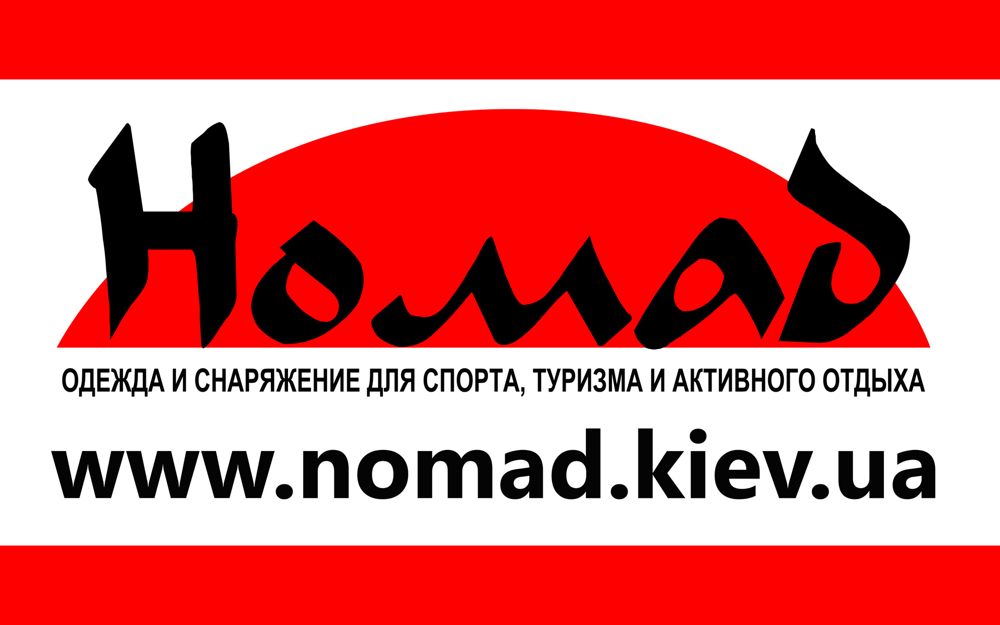 Номад
ОДЕЖДА И СНАРЯЖЕНИЕ ДЛЯ СПОРТА, ТУРИЗМА И АКТИВНОГО ОТДЫХА
www.nomad.kiev.ua